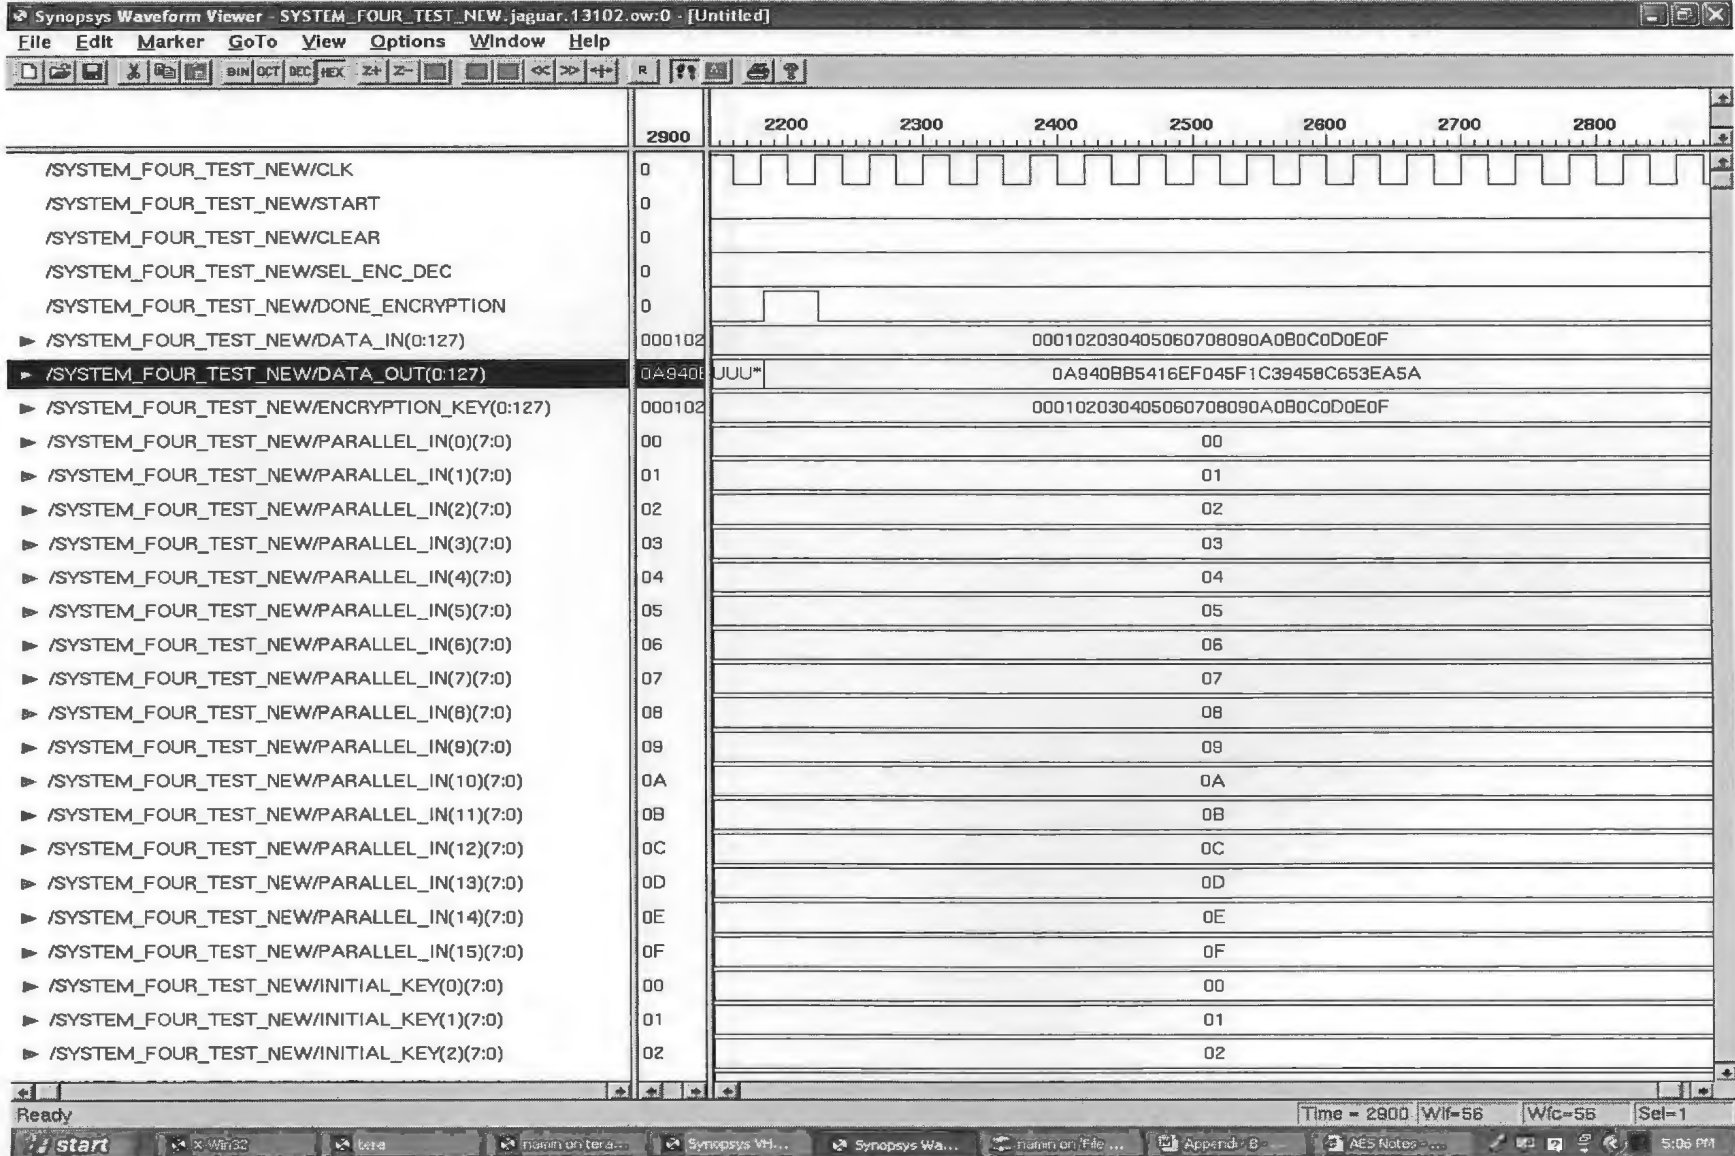 Synopsys Waveform Viewer - SYSTEM_FOUR_TEST_NEW.jaguar.13102.ow:0 - [Untitled]
File Edit Marker GoTo View Options Window Help
BIN OCT DEC HEX Z+ Z- << >> R
2900 2200 2300 2400 2500 2600 2700 2800
/SYSTEM_FOUR_TEST_NEW/CLK 0
/SYSTEM_FOUR_TEST_NEW/START 0
/SYSTEM_FOUR_TEST_NEW/CLEAR 0
/SYSTEM_FOUR_TEST_NEW/SEL_ENC_DEC 0
/SYSTEM_FOUR_TEST_NEW/DONE_ENCRYPTION 0
/SYSTEM_FOUR_TEST_NEW/DATA_IN(0:127) 000102 000102030405060708090A0B0C0D0E0F
/SYSTEM_FOUR_TEST_NEW/DATA_OUT(0:127) 0A940B UUU* 0A940BB5416EF045F1C39458C653EA5A
/SYSTEM_FOUR_TEST_NEW/ENCRYPTION_KEY(0:127) 000102 000102030405060708090A0B0C0D0E0F
/SYSTEM_FOUR_TEST_NEW/PARALLEL_IN(0)(7:0) 00 00
/SYSTEM_FOUR_TEST_NEW/PARALLEL_IN(1)(7:0) 01 01
/SYSTEM_FOUR_TEST_NEW/PARALLEL_IN(2)(7:0) 02 02
/SYSTEM_FOUR_TEST_NEW/PARALLEL_IN(3)(7:0) 03 03
/SYSTEM_FOUR_TEST_NEW/PARALLEL_IN(4)(7:0) 04 04
/SYSTEM_FOUR_TEST_NEW/PARALLEL_IN(5)(7:0) 05 05
/SYSTEM_FOUR_TEST_NEW/PARALLEL_IN(6)(7:0) 06 06
/SYSTEM_FOUR_TEST_NEW/PARALLEL_IN(7)(7:0) 07 07
/SYSTEM_FOUR_TEST_NEW/PARALLEL_IN(8)(7:0) 08 08
/SYSTEM_FOUR_TEST_NEW/PARALLEL_IN(9)(7:0) 09 09
/SYSTEM_FOUR_TEST_NEW/PARALLEL_IN(10)(7:0) 0A 0A
/SYSTEM_FOUR_TEST_NEW/PARALLEL_IN(11)(7:0) 0B 0B
/SYSTEM_FOUR_TEST_NEW/PARALLEL_IN(12)(7:0) 0C 0C
/SYSTEM_FOUR_TEST_NEW/PARALLEL_IN(13)(7:0) 0D 0D
/SYSTEM_FOUR_TEST_NEW/PARALLEL_IN(14)(7:0) 0E 0E
/SYSTEM_FOUR_TEST_NEW/PARALLEL_IN(15)(7:0) 0F 0F
/SYSTEM_FOUR_TEST_NEW/INITIAL_KEY(0)(7:0) 00 00
/SYSTEM_FOUR_TEST_NEW/INITIAL_KEY(1)(7:0) 01 01
/SYSTEM_FOUR_TEST_NEW/INITIAL_KEY(2)(7:0) 02 02
Ready Time = 2900 Wlf=56 Wfc=56 Sel=1
start X-Win32 tera namin on tera... Synopsys VH... Synopsys Wa... namin on 'File ... AES Notes 5:06 PM